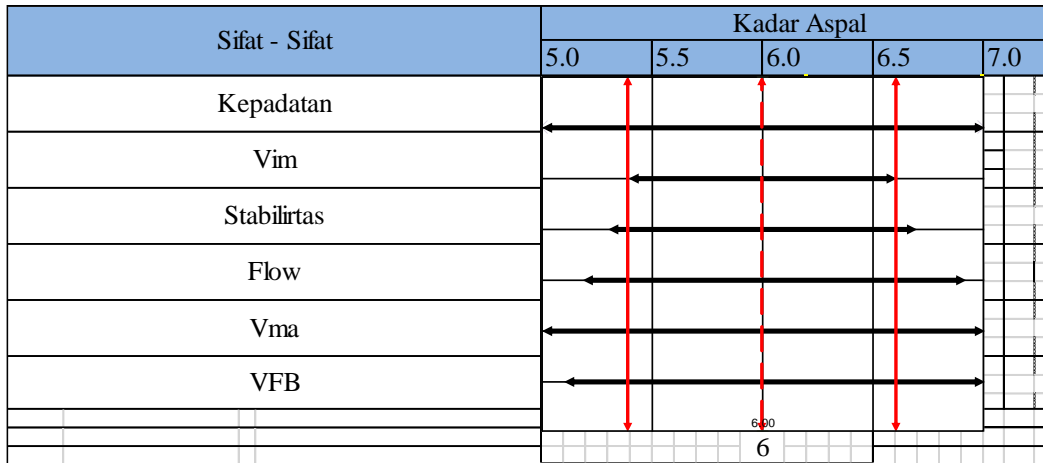 Sifat - Sifat
Kadar Aspal
5.0 5.5 6.0 6.5 7.0
Kepadatan
Vim
Stabilirtas
Flow
Vma
VFB
6.00
6